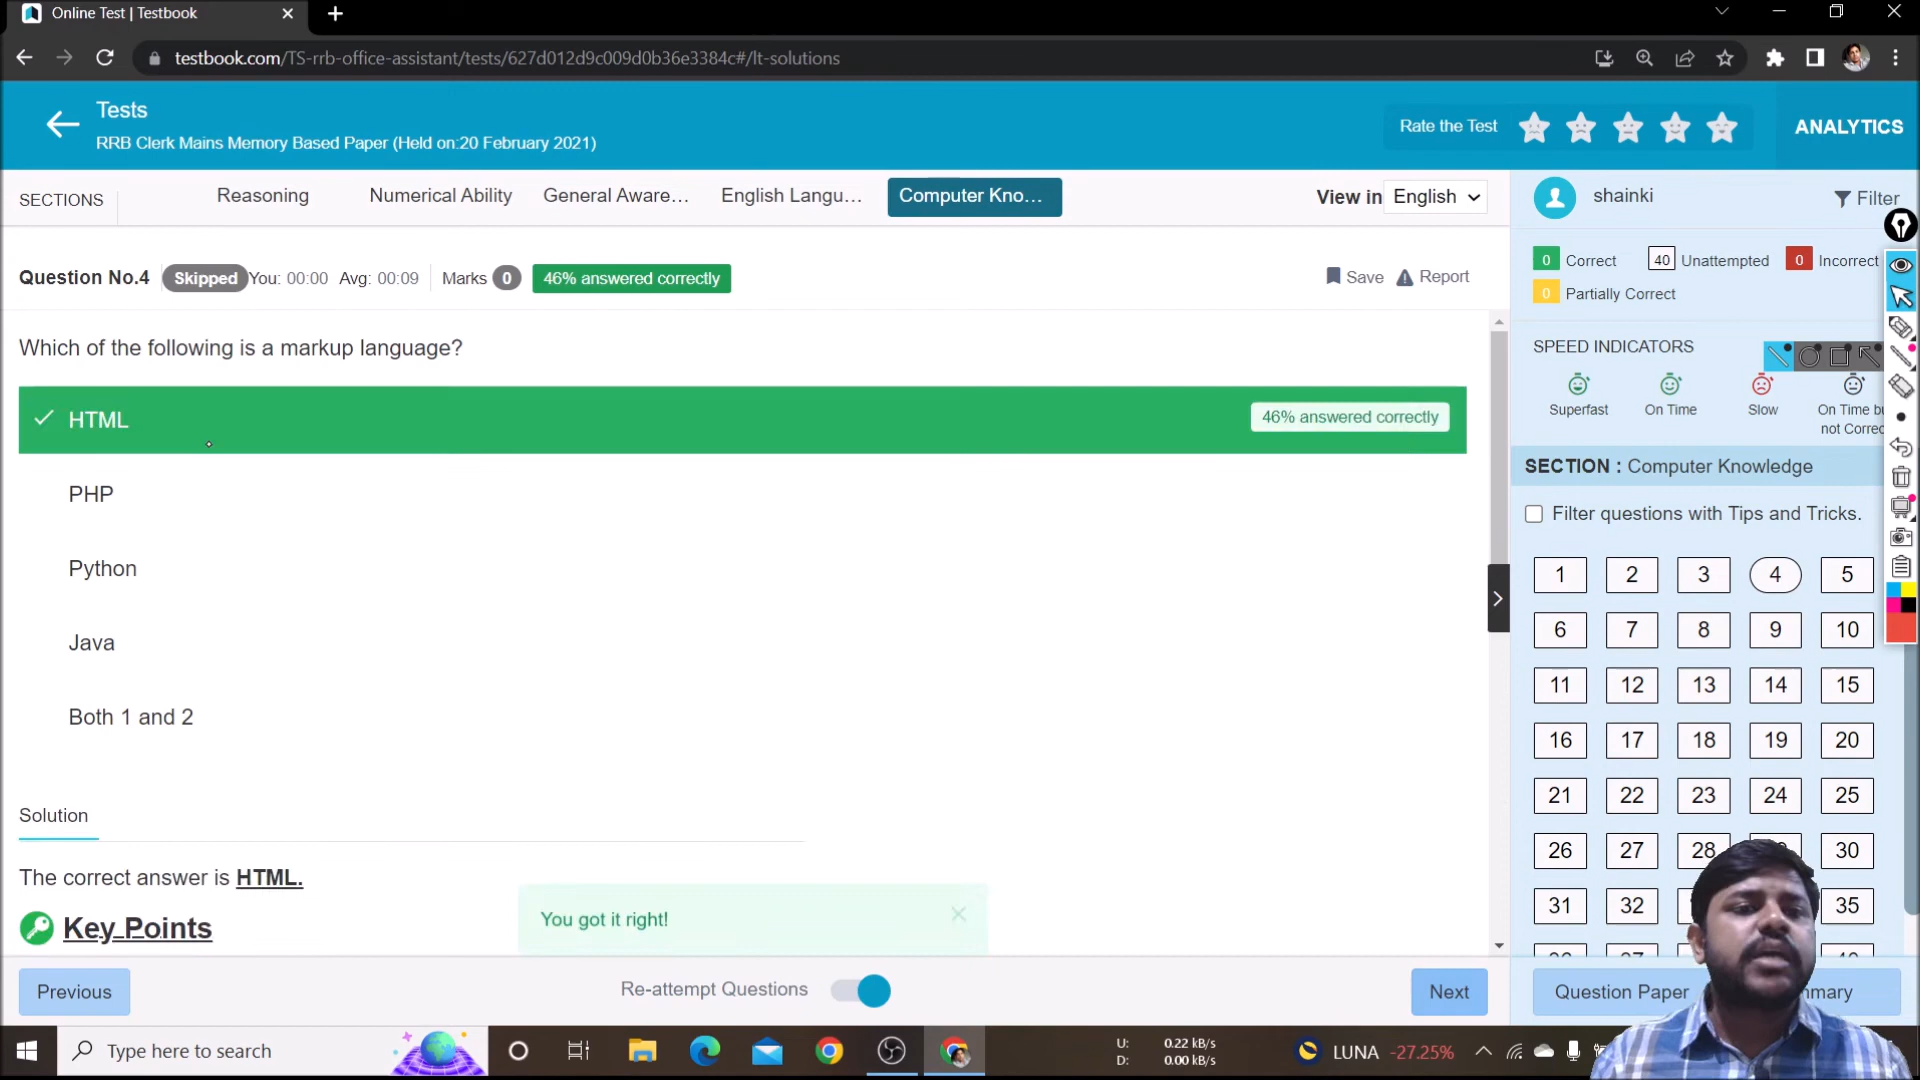 Online Test | Testbook
testbook.com/TS-rrb-office-assistant/tests/627d012d9c009d0b36e3384c#/lt-solutions
Tests
RRB Clerk Mains Memory Based Paper (Held on:20 February 2021)
Rate the Test
ANALYTICS
SECTIONS
Reasoning
Numerical Ability
General Aware...
English Langu...
Computer Kno...
View in English
shainki
Filter
Question No.4 Skipped You: 00:00 Avg: 00:09 Marks 0 46% answered correctly
Save Report
0 Correct 40 Unattempted 0 Incorrect
0 Partially Correct
Which of the following is a markup language?
HTML
46% answered correctly
PHP
Python
Java
Both 1 and 2
Solution
The correct answer is HTML.
Key Points
You got it right!
SPEED INDICATORS
Superfast On Time Slow On Time bu
not Correc
SECTION : Computer Knowledge
Filter questions with Tips and Tricks.
1 2 3 4 5
6 7 8 9 10
11 12 13 14 15
16 17 18 19 20
21 22 23 24 25
26 27 28 30
31 32 35
Previous
Re-attempt Questions
Next
Question Paper
Type here to search
U: 0.22 kB/s
D: 0.00 kB/s
LUNA -27.25%